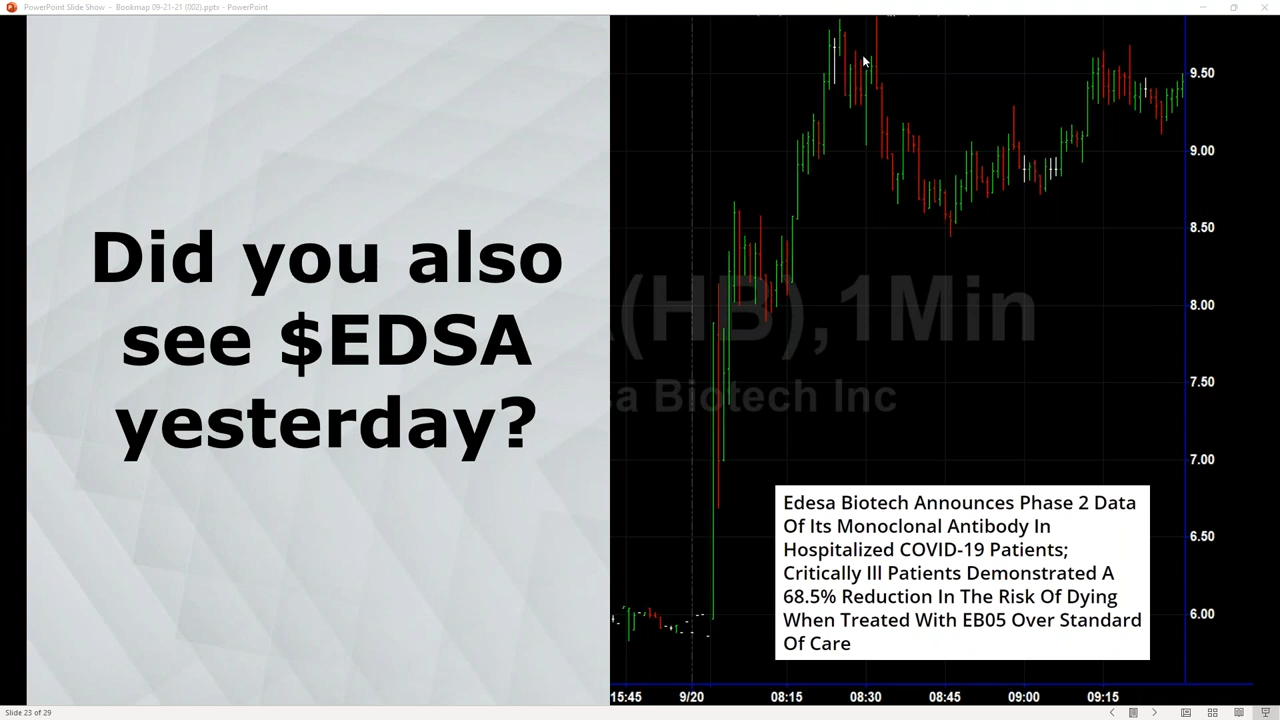 PowerPoint Slide Show - Bookmap 09-21-21 (002).pptx - PowerPoint
Did you also
see $EDSA
yesterday?
9.50
9.00
8.50
8.00
7.50
7.00
6.50
6.00
(HB),1Min
sa Biotech Inc
Edesa Biotech Announces Phase 2 Data
Of Its Monoclonal Antibody In
Hospitalized COVID-19 Patients;
Critically Ill Patients Demonstrated A
68.5% Reduction In The Risk Of Dying
When Treated With EB05 Over Standard
Of Care
15:45 9/20 08:15 08:30 08:45 09:00 09:15
Slide 23 of 29